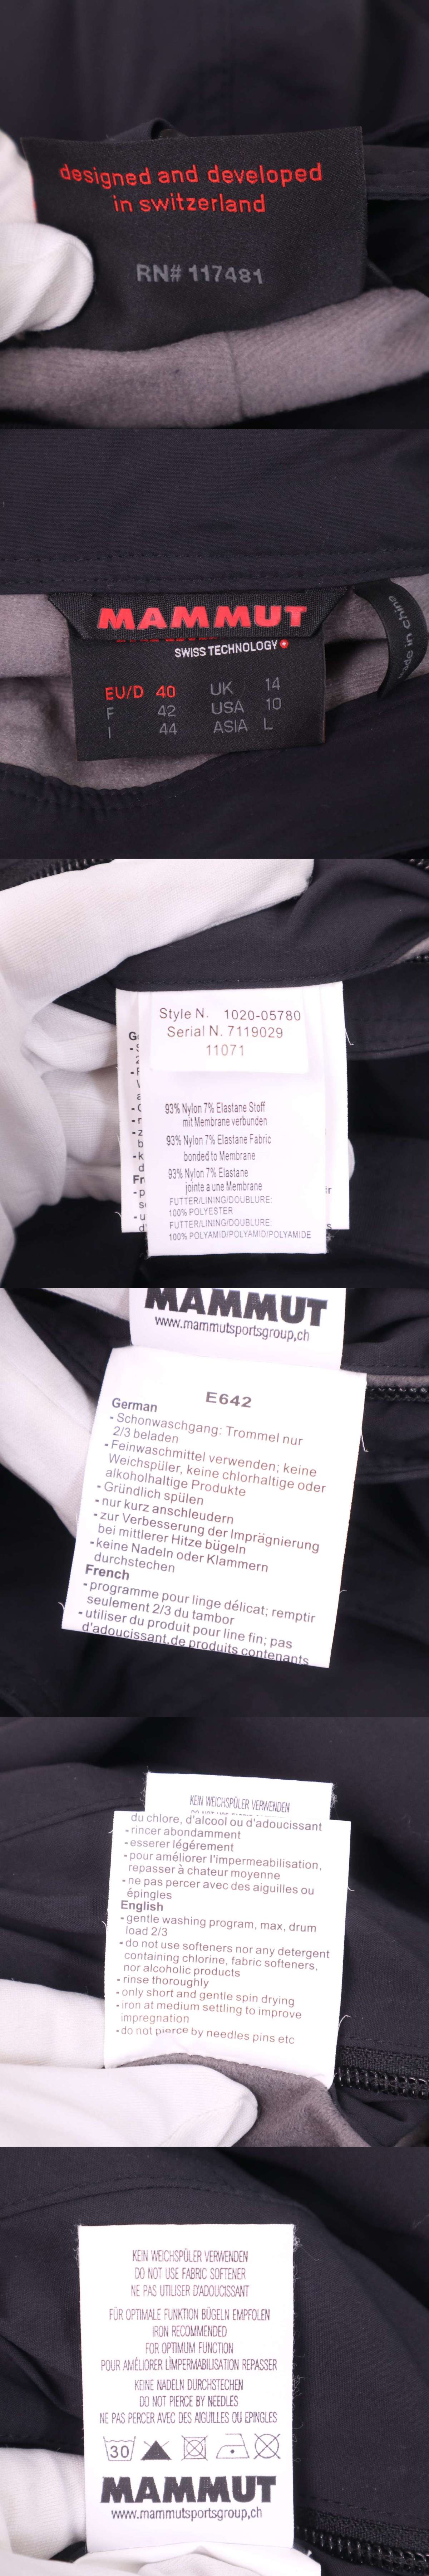 designed and developed
in switzerland
RN# 117481
MAMMUT
SWISS TECHNOLOGY
EU/D 40 UK 14
F 42 USA 10
I 44 ASIA L
made in China
Style N. 1020-05780
Serial N. 7119029
11071
93% Nylon 7% Elastane Stoff
mit Membrane verbunden
93% Nylon 7% Elastane Fabric
bonded to Membrane
93% Nylon 7% Elastane
jointe a une Membrane
FUTTER/LINING/DOUBLURE:
100% POLYESTER
FUTTER/LINING/DOUBLURE:
100% POLYAMID/POLYAMID/POLYAMIDE
MAMMUT
www.mammutsportsgroup,ch
E642
German
- Schonwaschgang: Trommel nur
2/3 beladen
- Feinwaschmittel verwenden; keine
Weichspüler, keine chlorhaltige oder
alkoholhaltige Produkte
- Gründlich spülen
- nur kurz anschleudern
- zur Verbesserung der Imprägnierung
bei mittlerer Hitze bügeln
- keine Nadeln oder Klammern
durchstechen
French
- programme pour linge délicat; remptir
seulement 2/3 du tambor
- utiliser du produit pour line fin; pas
d'adoucissant,de produits contenants
KEIN WEICHSPÜLER VERWENDEN
du chlore, d'alcool ou d'adoucissant
- rincer abondamment
- esserer légérement
- pour améliorer l'impermeabilisation,
repasser à chateur moyenne
- ne pas percer avec des aiguilles ou
épingles
English
- gentle washing program, max, drum
load 2/3
- do not use softeners nor any detergent
containing chlorine, fabric softeners,
nor alcoholic products
- rinse thoroughly
- only short and gentle spin drying
- iron at medium settling to improve
impregnation
- do not pierce by needles pins etc
KEIN WEICHSPÜLER VERWENDEN
DO NOT USE FABRIC SOFTENER
NE PAS UTILISER D'ADOUCISSANT
FÜR OPTIMALE FUNKTION BÜGELN EMPFOLEN
IRON RECOMMENDED
FOR OPTIMUM FUNCTION
POUR AMÉLIORER L'IMPERMABILISATION REPASSER
KEINE NADELN DURCHSTECHEN
DO NOT PIERCE BY NEEDLES
NE PAS PERCER AVEC DES AIGUILLES OU ÉPINGLES
30
MAMMUT
www.mammutsportsgroup,ch